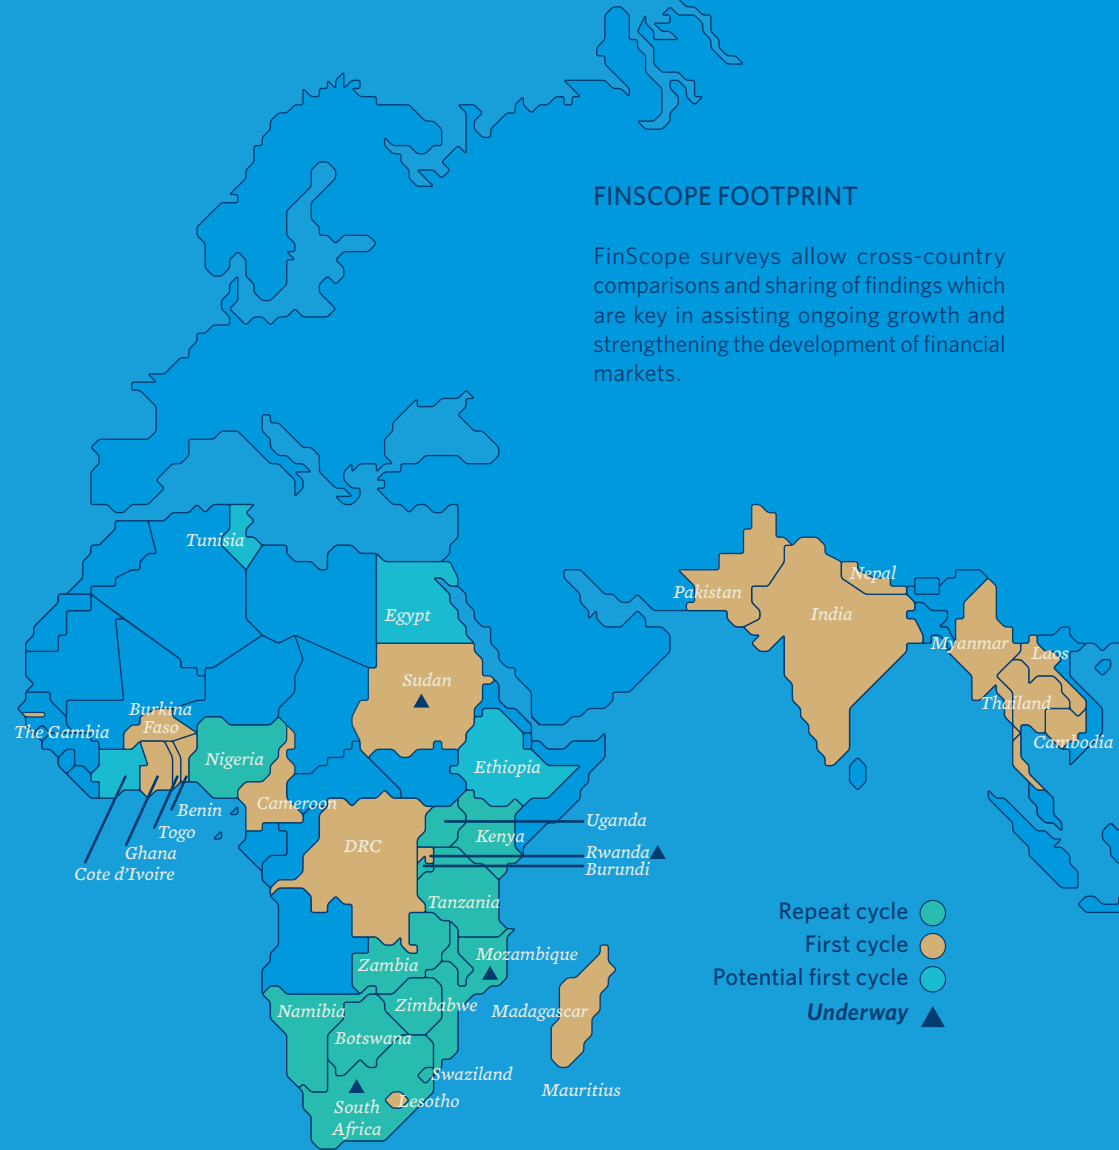 FINSCOPE FOOTPRINT
FinScope surveys allow cross-country
comparisons and sharing of findings which
are key in assisting ongoing growth and
strengthening the development of financial
markets.
Tunisia
Egypt
Pakistan
Nepal
India
Myanmar
Laos
Thailand
Cambodia
Sudan
Burkina
Faso
The Gambia
Nigeria
Ethiopia
Cameroon
Benin
Togo
Ghana
Cote d'Ivoire
Uganda
Kenya
DRC
Rwanda
Burundi
Tanzania
Mozambique
Zambia
Zimbabwe
Namibia
Madagascar
Botswana
Swaziland
Mauritius
Lesotho
South
Africa
Repeat cycle
First cycle
Potential first cycle
Underway